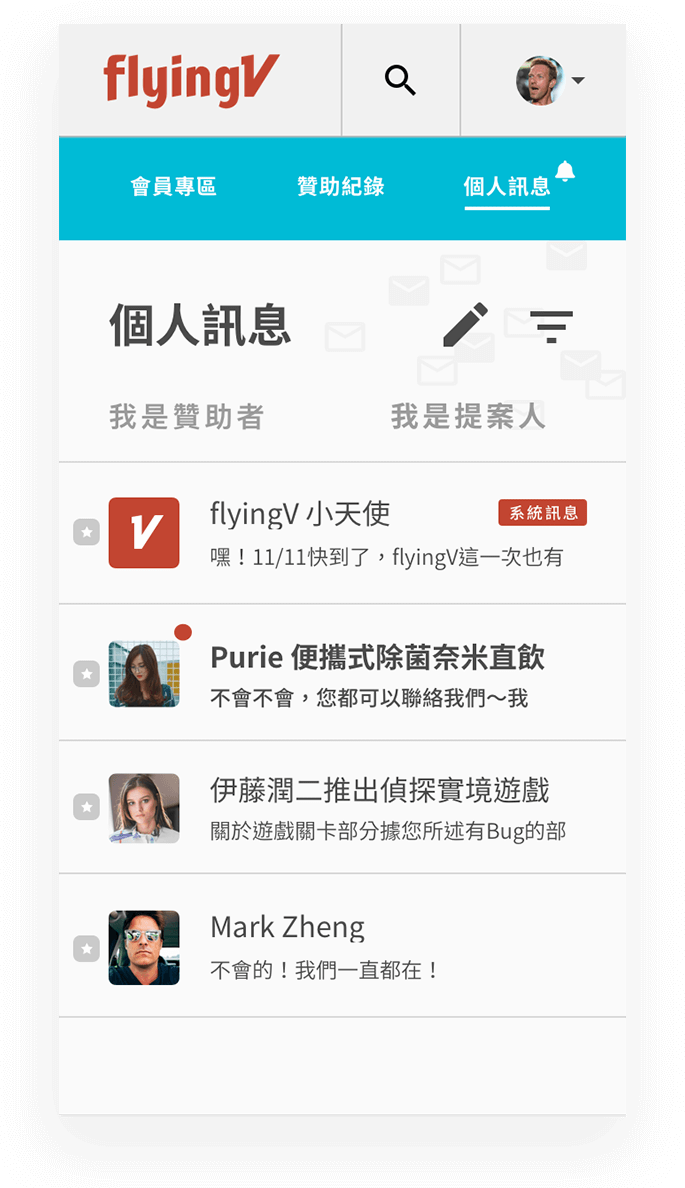 flyingV
會員專區
贊助紀錄
個人訊息
個人訊息
我是贊助者
我是提案人
flyingV 小天使
系統訊息
嘿！11/11快到了，flyingV這一次也有
Purie 便攜式除菌奈米直飲
不會不會，您都可以聯絡我們～我
伊藤潤二推出偵探實境遊戲
關於遊戲關卡部分據您所述有Bug的部
Mark Zheng
不會的！我們一直都在！